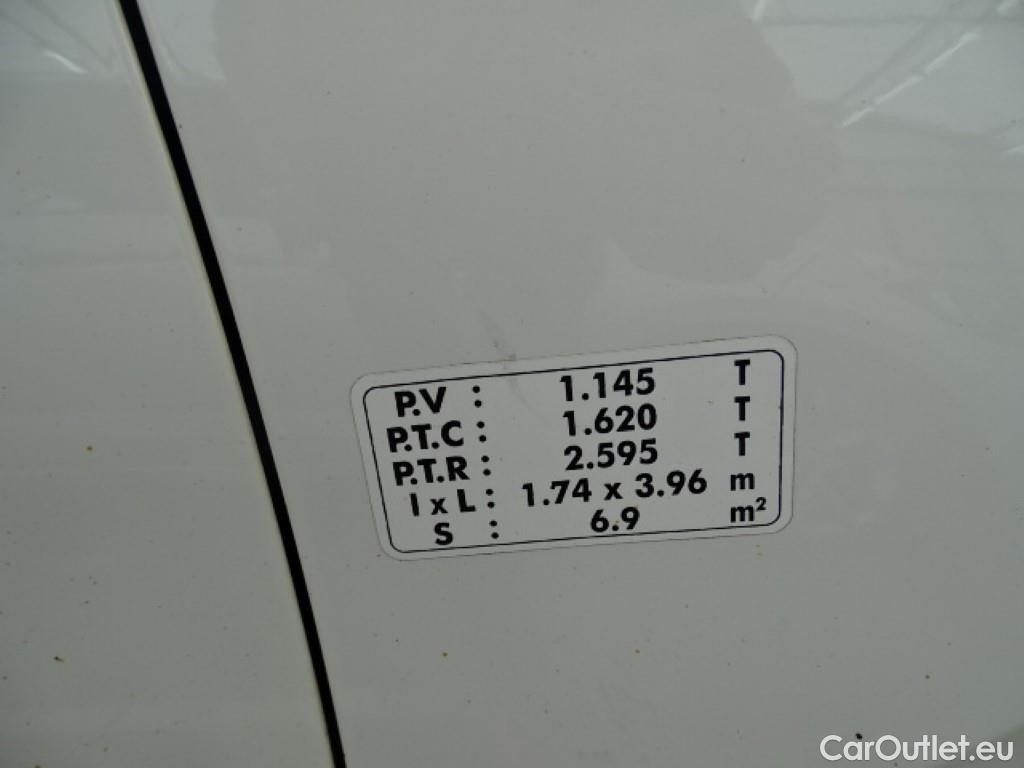 P.V : 1.145 T
P.T.C : 1.620 T
P.T.R : 2.595 T
l x L : 1.74 x 3.96 m
S : 6.9 m²
CarOutlet.eu